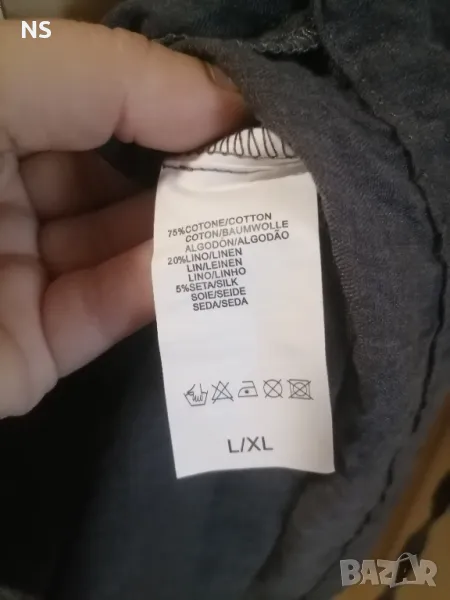 NS
75%COTONE/COTTON
COTON/BAUMWOLLE
ALGODÓN/ALGODÃO
20%LINO/LINEN
LIN/LEINEN
LINO/LINHO
5%SETA/SILK
SOIE/SEIDE
SEDA/SEDA
L/XL
BAZAR